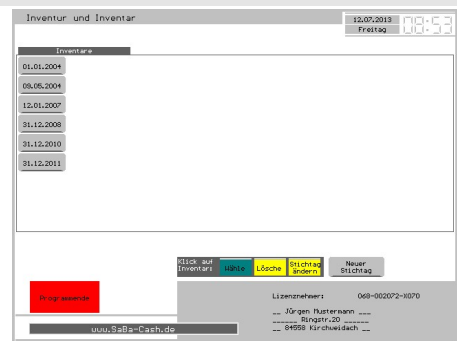 Inventur und Inventar
12.07.2013
Freitag
Inventare
01.01.2004
09.05.2004
12.01.2007
31.12.2008
31.12.2010
31.12.2011
Klick auf
Inventar:
Wähle
Lösche
Stichtag
ändern
Neuer
Stichtag
Programmende
Lizenznehmer: 068-002072-X070
__ Jürgen Mustermann ___
______ Ringstr.20 ______
__ 84558 Kirchweidach __
www.SaBa-Cash.de